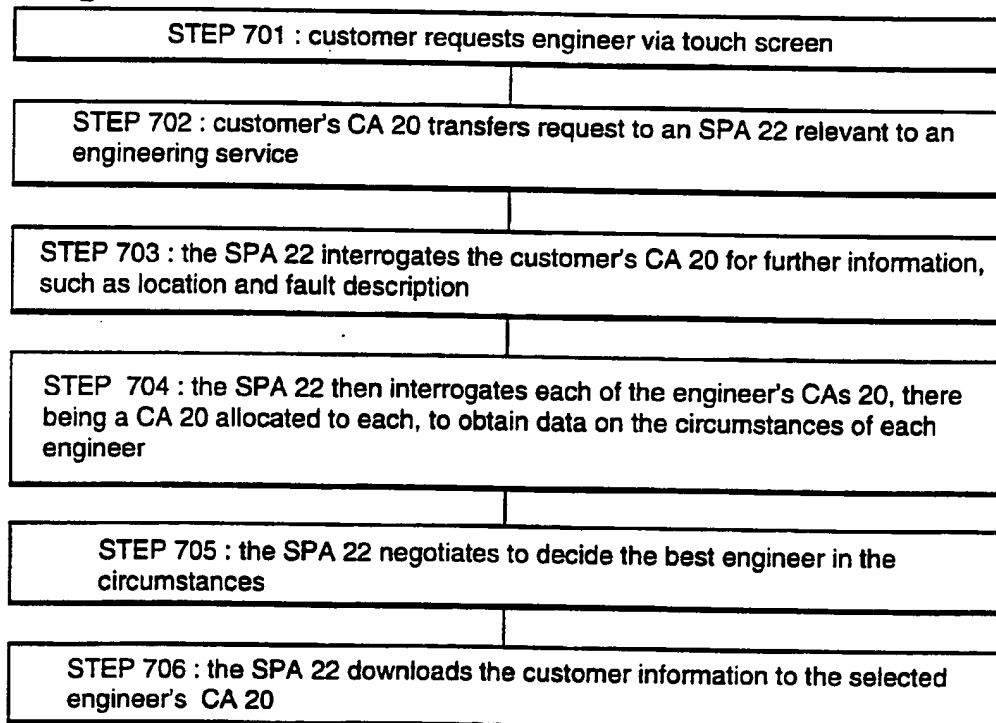 STEP 701 : customer requests engineer via touch screen
STEP 702 : customer's CA 20 transfers request to an SPA 22 relevant to an
engineering service
STEP 703 : the SPA 22 interrogates the customer's CA 20 for further information,
such as location and fault description
STEP 704 : the SPA 22 then interrogates each of the engineer's CAs 20, there
being a CA 20 allocated to each, to obtain data on the circumstances of each
engineer
STEP 705 : the SPA 22 negotiates to decide the best engineer in the
circumstances
STEP 706 : the SPA 22 downloads the customer information to the selected
engineer's CA 20